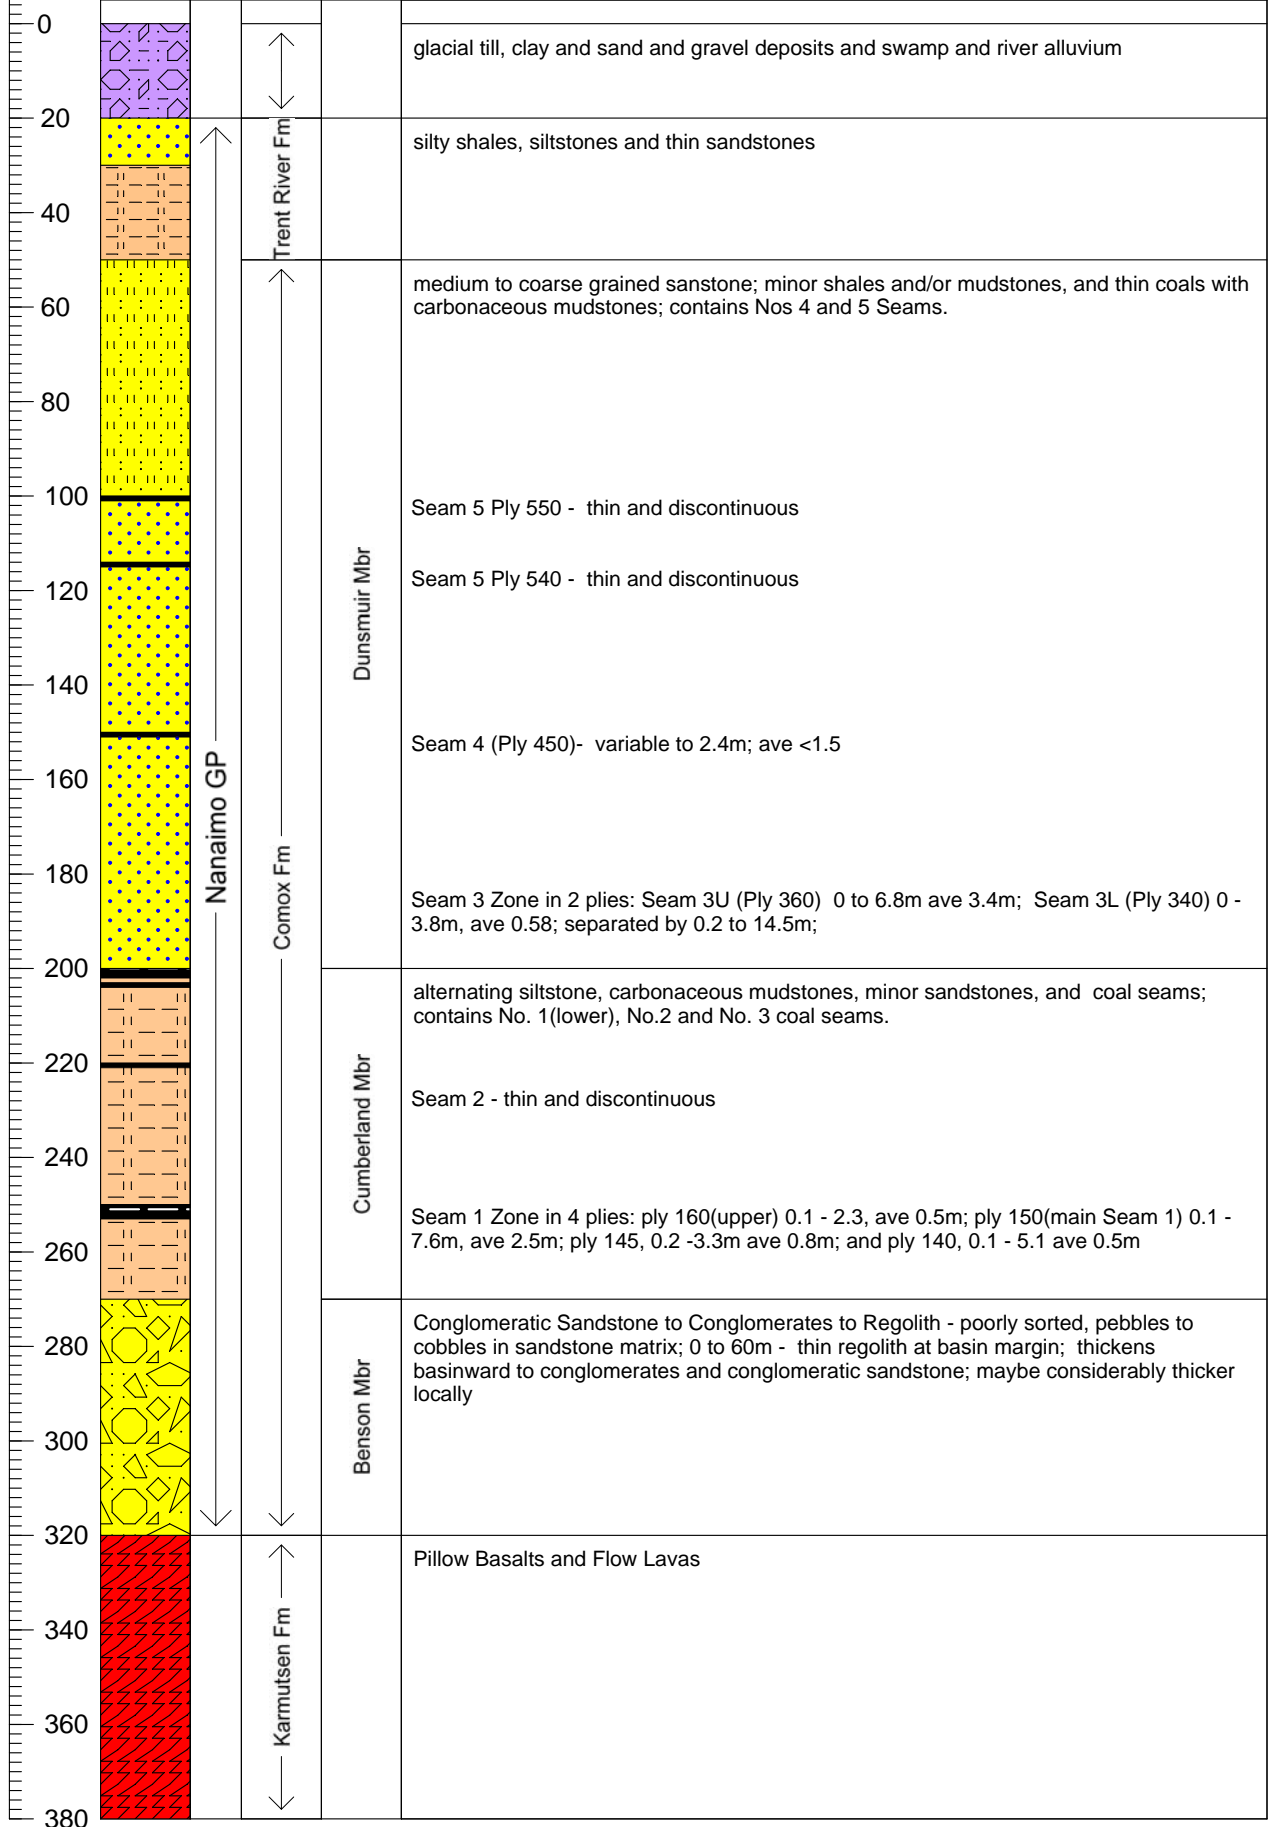 0
20
40
60
80
100
120
140
160
180
200
220
240
260
280
300
320
340
360
380
Nanaimo GP
Trent River Fm
Comox Fm
Karmutsen Fm
Dunsmuir Mbr
Cumberland Mbr
Benson Mbr
glacial till, clay and sand and gravel deposits and swamp and river alluvium
silty shales, siltstones and thin sandstones
medium to coarse grained sanstone; minor shales and/or mudstones, and thin coals with
carbonaceous mudstones; contains Nos 4 and 5 Seams.
Seam 5 Ply 550 - thin and discontinuous
Seam 5 Ply 540 - thin and discontinuous
Seam 4 (Ply 450)- variable to 2.4m; ave <1.5
Seam 3 Zone in 2 plies: Seam 3U (Ply 360) 0 to 6.8m ave 3.4m; Seam 3L (Ply 340) 0 -
3.8m, ave 0.58; separated by 0.2 to 14.5m;
alternating siltstone, carbonaceous mudstones, minor sandstones, and coal seams;
contains No. 1(lower), No.2 and No. 3 coal seams.
Seam 2 - thin and discontinuous
Seam 1 Zone in 4 plies: ply 160(upper) 0.1 - 2.3, ave 0.5m; ply 150(main Seam 1) 0.1 -
7.6m, ave 2.5m; ply 145, 0.2 -3.3m ave 0.8m; and ply 140, 0.1 - 5.1 ave 0.5m
Conglomeratic Sandstone to Conglomerates to Regolith - poorly sorted, pebbles to
cobbles in sandstone matrix; 0 to 60m - thin regolith at basin margin; thickens
basinward to conglomerates and conglomeratic sandstone; maybe considerably thicker
locally
Pillow Basalts and Flow Lavas